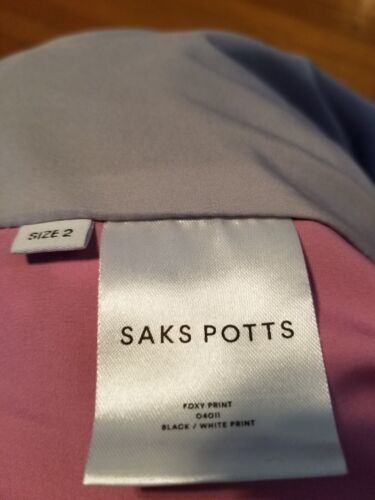 SIZE 2
SAKS POTTS
FOXY PRINT
04011
BLACK / WHITE PRINT